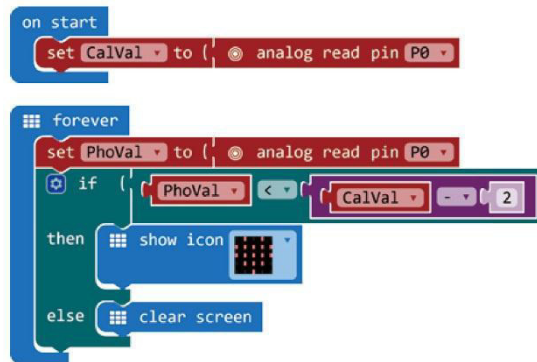 on start
set CalVal to ( analog read pin P0
forever
set PhoVal to ( analog read pin P0
if ( PhoVal < CalVal - 2
then show icon
else clear screen